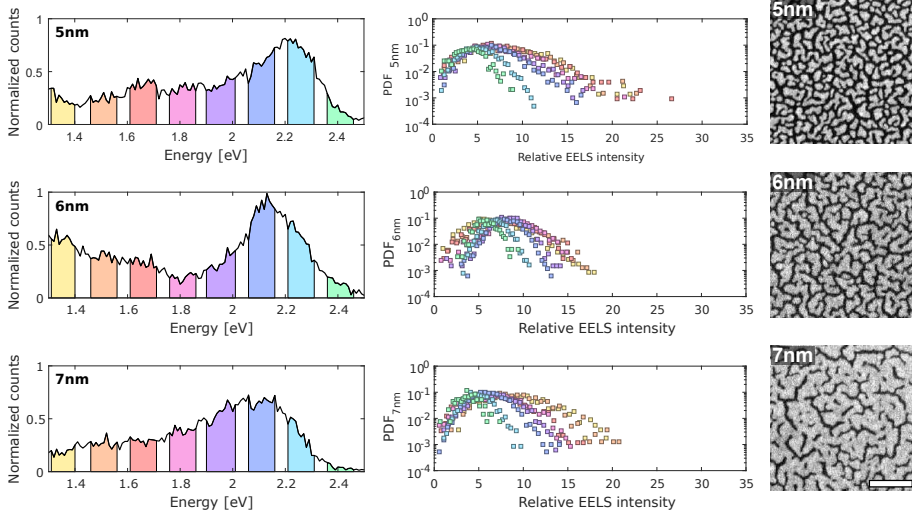 5nm
Normalized counts
1
0.5
0
1.4 1.6 1.8 2 2.2 2.4
Energy [eV]
PDF 5nm
10^0
10^-1
10^-2
10^-3
10^-4
0 5 10 15 20 25 30 35
Relative EELS intensity
5nm
6nm
Normalized counts
1
0.5
0
1.4 1.6 1.8 2 2.2 2.4
Energy [eV]
PDF6nm
10^0
10^-1
10^-2
10^-3
10^-4
0 5 10 15 20 25 30 35
Relative EELS intensity
6nm
7nm
Normalized counts
1
0.5
0
1.4 1.6 1.8 2 2.2 2.4
Energy [eV]
PDF7nm
10^0
10^-1
10^-2
10^-3
10^-4
0 5 10 15 20 25 30 35
Relative EELS intensity
7nm